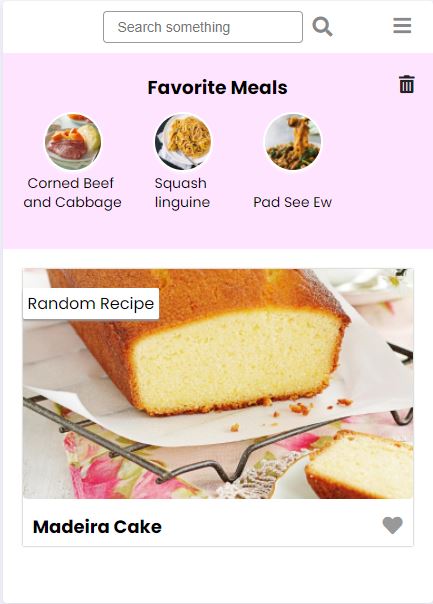 Search something
Favorite Meals
Corned Beef
and Cabbage
Squash
linguine
Pad See Ew
Random Recipe
Madeira Cake